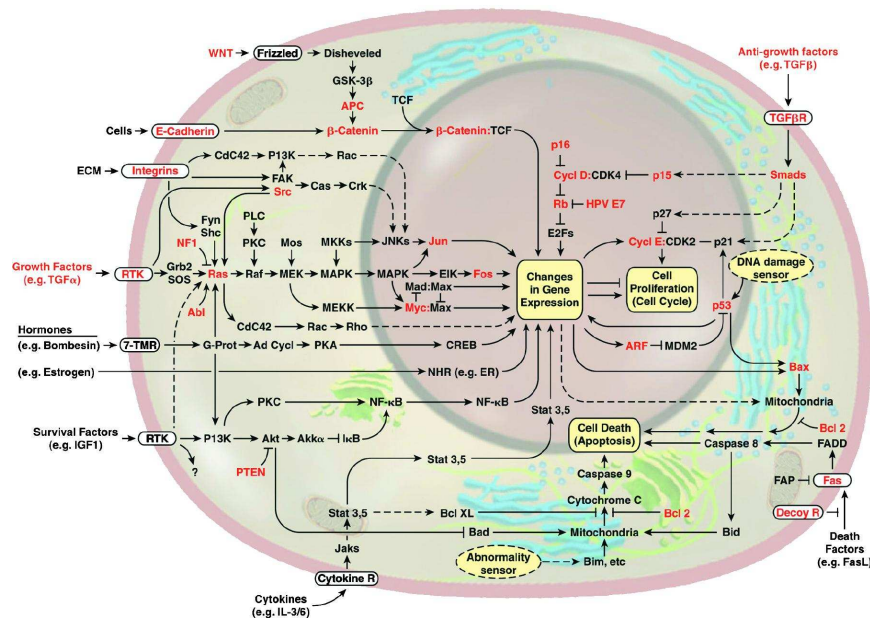 WNT
Frizzled
Disheveled
GSK-3β
APC
TCF
Cells
E-Cadherin
β-Catenin
β-Catenin:TCF
Anti-growth factors
(e.g. TGFβ)
TGFβR
Smads
ECM
Integrins
CdC42
P13K
Rac
FAK
Src
Cas
Crk
p16
Cycl D:CDK4
p15
Rb
HPV E7
E2Fs
p27
Cycl E:CDK2
p21
DNA damage
sensor
Fyn
Shc
PLC
PKC
NF1
Mos
MKKs
JNKs
Jun
Growth Factors
(e.g. TGFα)
RTK
Grb2
SOS
Ras
Raf
MEK
MAPK
MAPK
EIK
Fos
Mad:Max
MEKK
Myc:Max
Abl
CdC42
Rac
Rho
Changes
in Gene
Expression
Cell
Proliferation
(Cell Cycle)
p53
ARF
MDM2
Bax
Hormones
(e.g. Bombesin)
7-TMR
G-Prot
Ad Cycl
PKA
CREB
(e.g. Estrogen)
NHR (e.g. ER)
PKC
NF-κB
NF-κB
Stat 3,5
Mitochondria
Survival Factors
(e.g. IGF1)
RTK
P13K
Akt
Akkα
IκB
?
PTEN
Cell Death
(Apoptosis)
Bcl 2
Caspase 8
FADD
Stat 3,5
Caspase 9
Cytochrome C
FAP
Fas
Stat 3,5
Bcl XL
Bcl 2
Decoy R
Bad
Mitochondria
Bid
Death
Factors
(e.g. FasL)
Jaks
Abnormality
sensor
Bim, etc
Cytokine R
Cytokines
(e.g. IL-3/6)